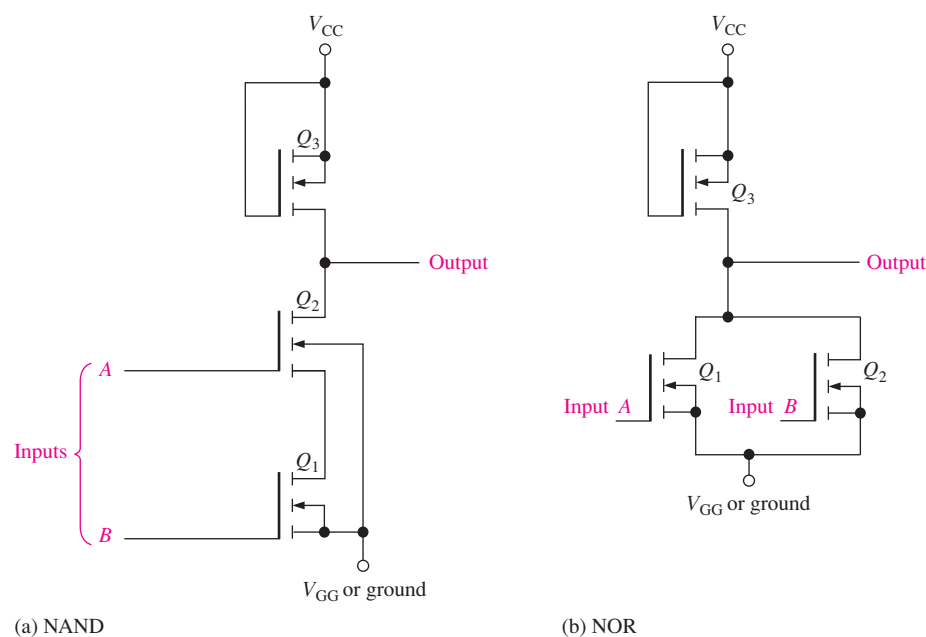 V_CC
Q_3
Output
Q_2
A
Inputs
Q_1
B
V_GG or ground
(a) NAND
V_CC
Q_3
Output
Q_1
Q_2
Input A
Input B
V_GG or ground
(b) NOR